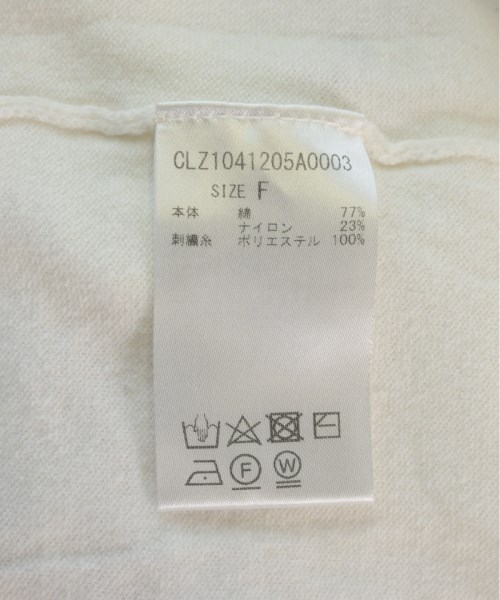 CLZ1041205A0003
SIZE F
本体 綿 77%
ナイロン 23%
刺繍糸 ポリエステル 100%
F W